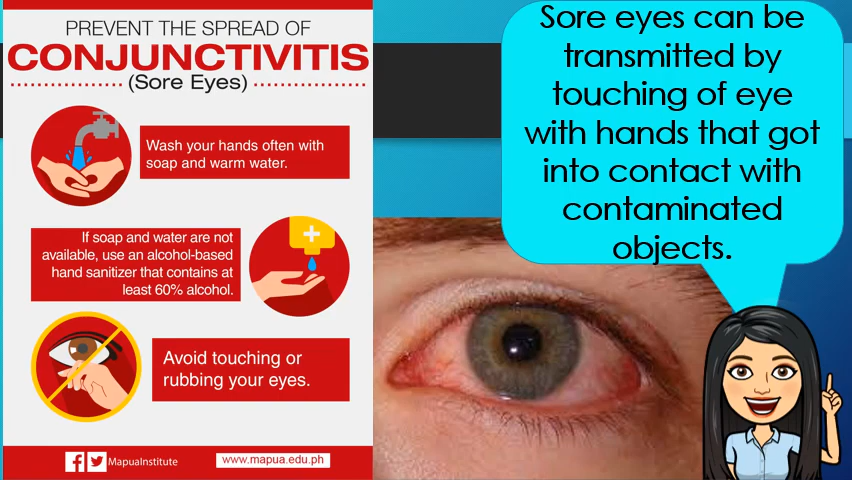 PREVENT THE SPREAD OF
CONJUNCTIVITIS
(Sore Eyes)
Wash your hands often with
soap and warm water.
If soap and water are not
available, use an alcohol-based
hand sanitizer that contains at
least 60% alcohol.
Avoid touching or
rubbing your eyes.
MapuaInstitute
www.mapua.edu.ph
Sore eyes can be
transmitted by
touching of eye
with hands that got
into contact with
contaminated
objects.